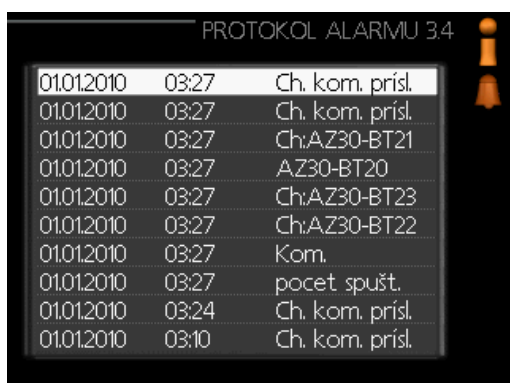 PROTOKOL ALARMU 3.4
01.01.2010 03:27 Ch. kom. prísl.
01.01.2010 03:27 Ch. kom. prísl.
01.01.2010 03:27 Ch:AZ30-BT21
01.01.2010 03:27 AZ30-BT20
01.01.2010 03:27 Ch:AZ30-BT23
01.01.2010 03:27 Ch:AZ30-BT22
01.01.2010 03:27 Kom.
01.01.2010 03:27 pocet spušt.
01.01.2010 03:24 Ch. kom. prísl.
01.01.2010 03:10 Ch. kom. prísl.